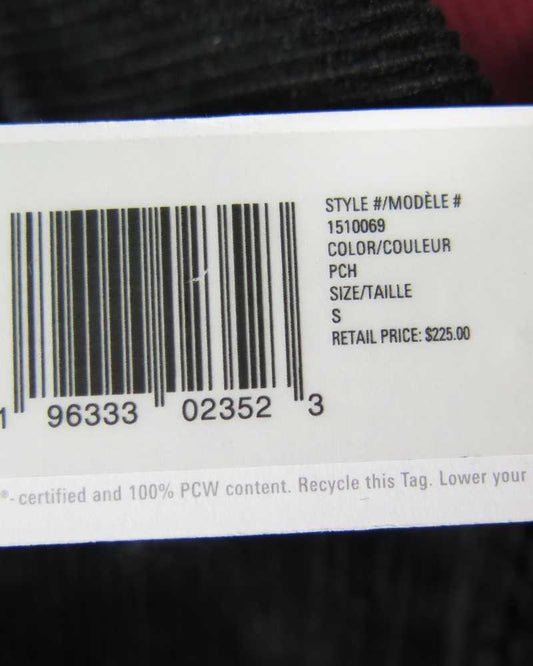 STYLE #/MODÈLE #
1510069
COLOR/COULEUR
PCH
SIZE/TAILLE
S
RETAIL PRICE: $225.00
1 96333 02352 3
®- certified and 100% PCW content. Recycle this Tag. Lower your